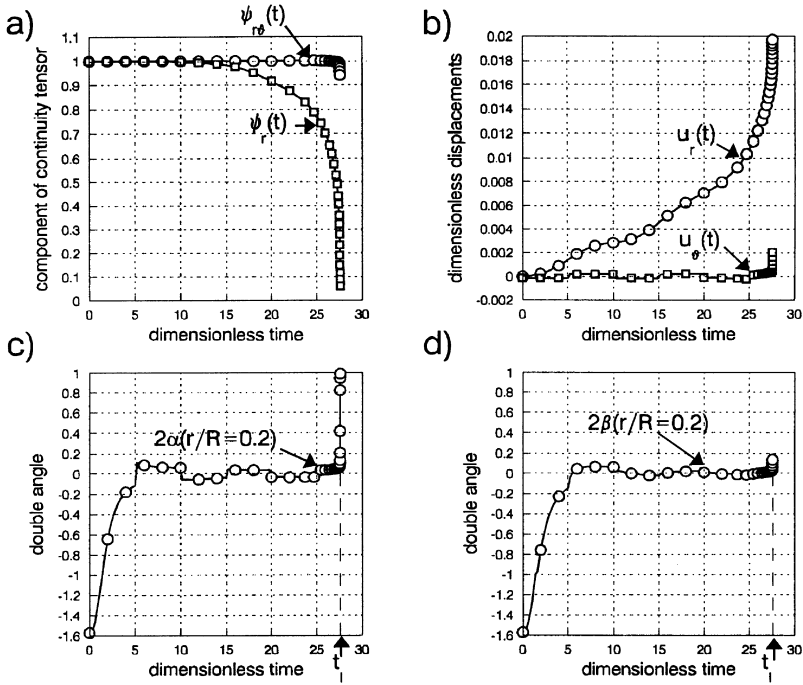 a)
ψrϑ(t)
ψr(t)
component of continuity tensor
1.1
1
0.9
0.8
0.7
0.6
0.5
0.4
0.3
0.2
0.1
0
0 5 10 15 20 25 30
dimensionless time
b)
ur(t)
uϑ(t)
dimensionless displacements
0.02
0.018
0.016
0.014
0.012
0.01
0.008
0.006
0.004
0.002
0
-0.002
0 5 10 15 20 25 30
dimensionless time
c)
2α(r/R=0.2)
double angle
1
0.8
0.6
0.4
0.2
0
-0.2
-0.4
-0.6
-0.8
-1
-1.2
-1.4
-1.6
0 5 10 15 20 25 30
dimensionless time
tI
d)
2β(r/R=0.2)
double angle
1
0.8
0.6
0.4
0.2
0
-0.2
-0.4
-0.6
-0.8
-1
-1.2
-1.4
-1.6
0 5 10 15 20 25 30
dimensionless time
tI